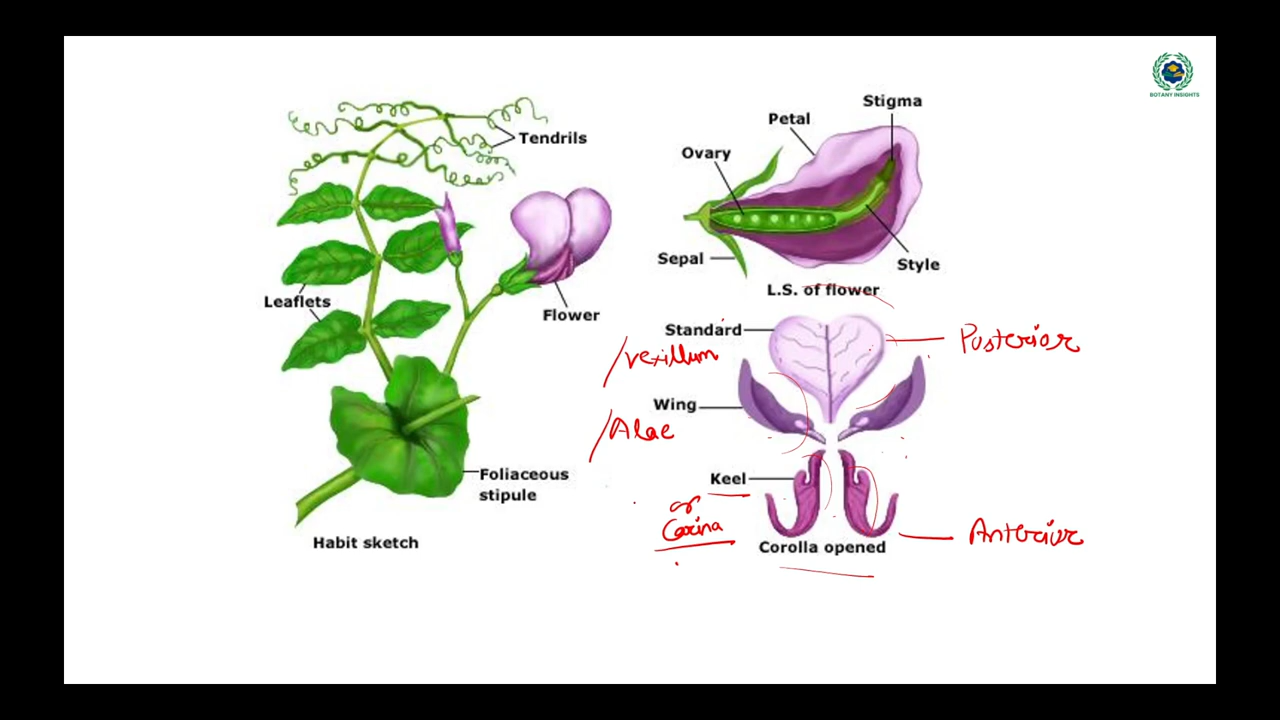 BOTANY INSIGHTS
Tendrils
Leaflets
Flower
Foliaceous
stipule
Habit sketch
Stigma
Petal
Ovary
Sepal
Style
L.S. of flower
Standard
/vexillum
Posterior
Wing
/Alae
Keel
or
Carina
Anterior
Corolla opened